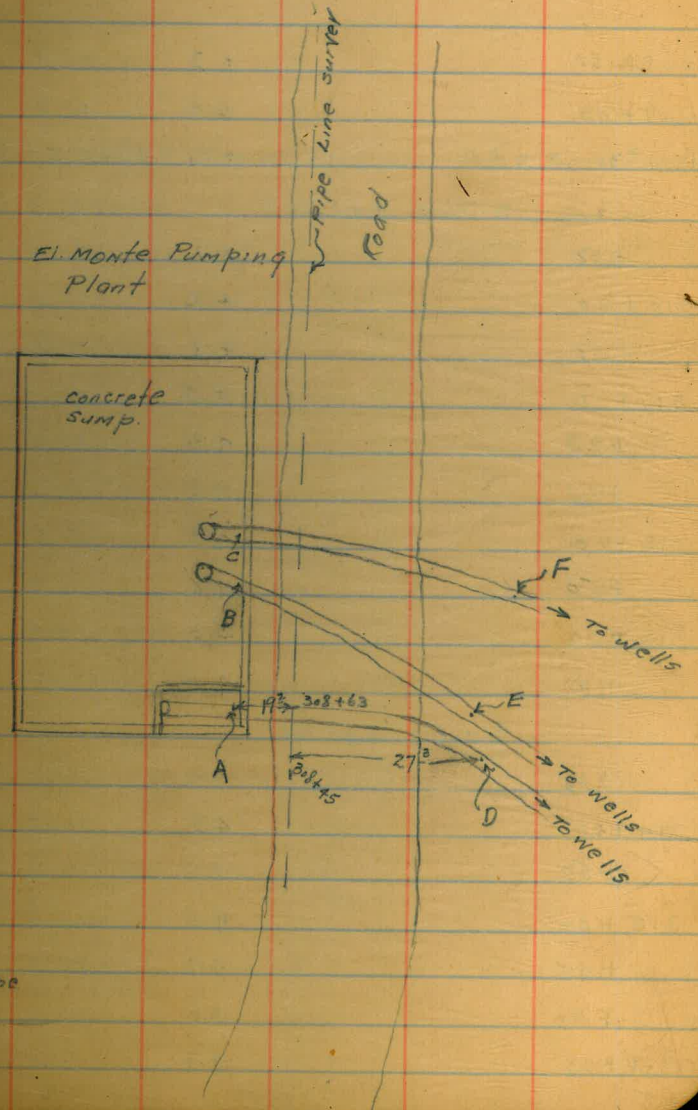 Pipe Line Survey
Road
El. Monte Pumping
Plant
concrete
sump.
C
F
To wells
B
E
19²
308+63
A
27³
308+45
D
To wells
To wells